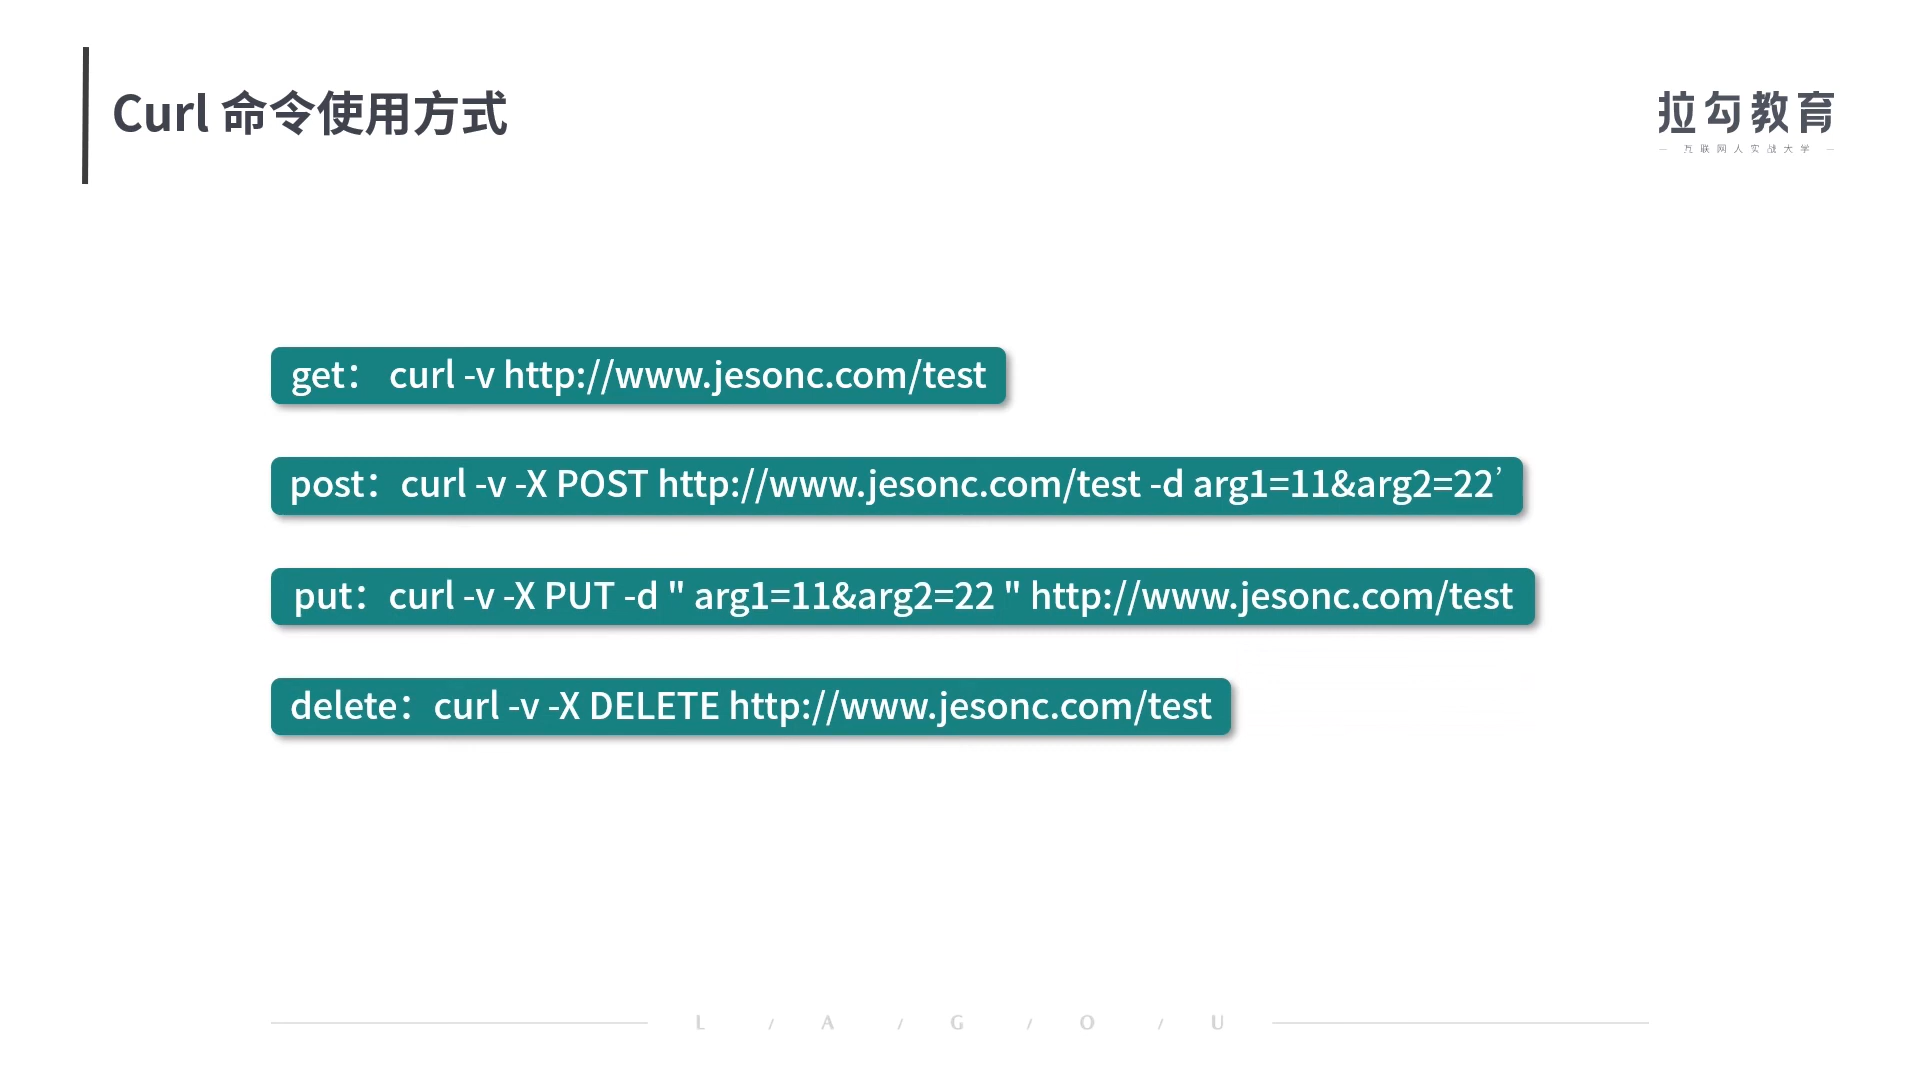 Curl 命令使用方式
拉勾教育
— 互联网人实战大学 —
get： curl -v http://www.jesonc.com/test
post：curl -v -X POST http://www.jesonc.com/test -d arg1=11&arg2=22’
put：curl -v -X PUT -d " arg1=11&arg2=22 " http://www.jesonc.com/test
delete：curl -v -X DELETE http://www.jesonc.com/test
L / A / G / O / U